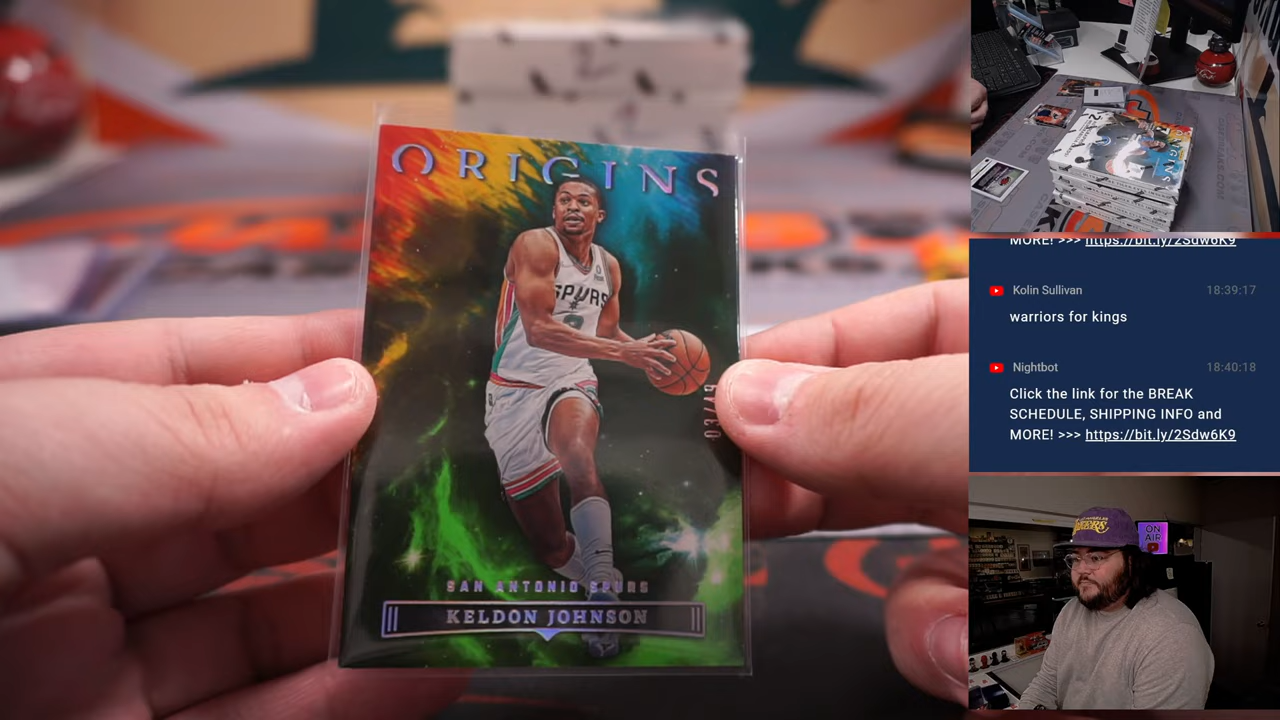 ORIGINS
SPURS
03/49
SAN ANTONIO SPURS
KELDON JOHNSON
MORE! >>> https://bit.ly/2Sdw6K9
Kolin Sullivan 18:39:17
warriors for kings
Nightbot 18:40:18
Click the link for the BREAK
SCHEDULE, SHIPPING INFO and
MORE! >>> https://bit.ly/2Sdw6K9
ON
AIR
LAKERS